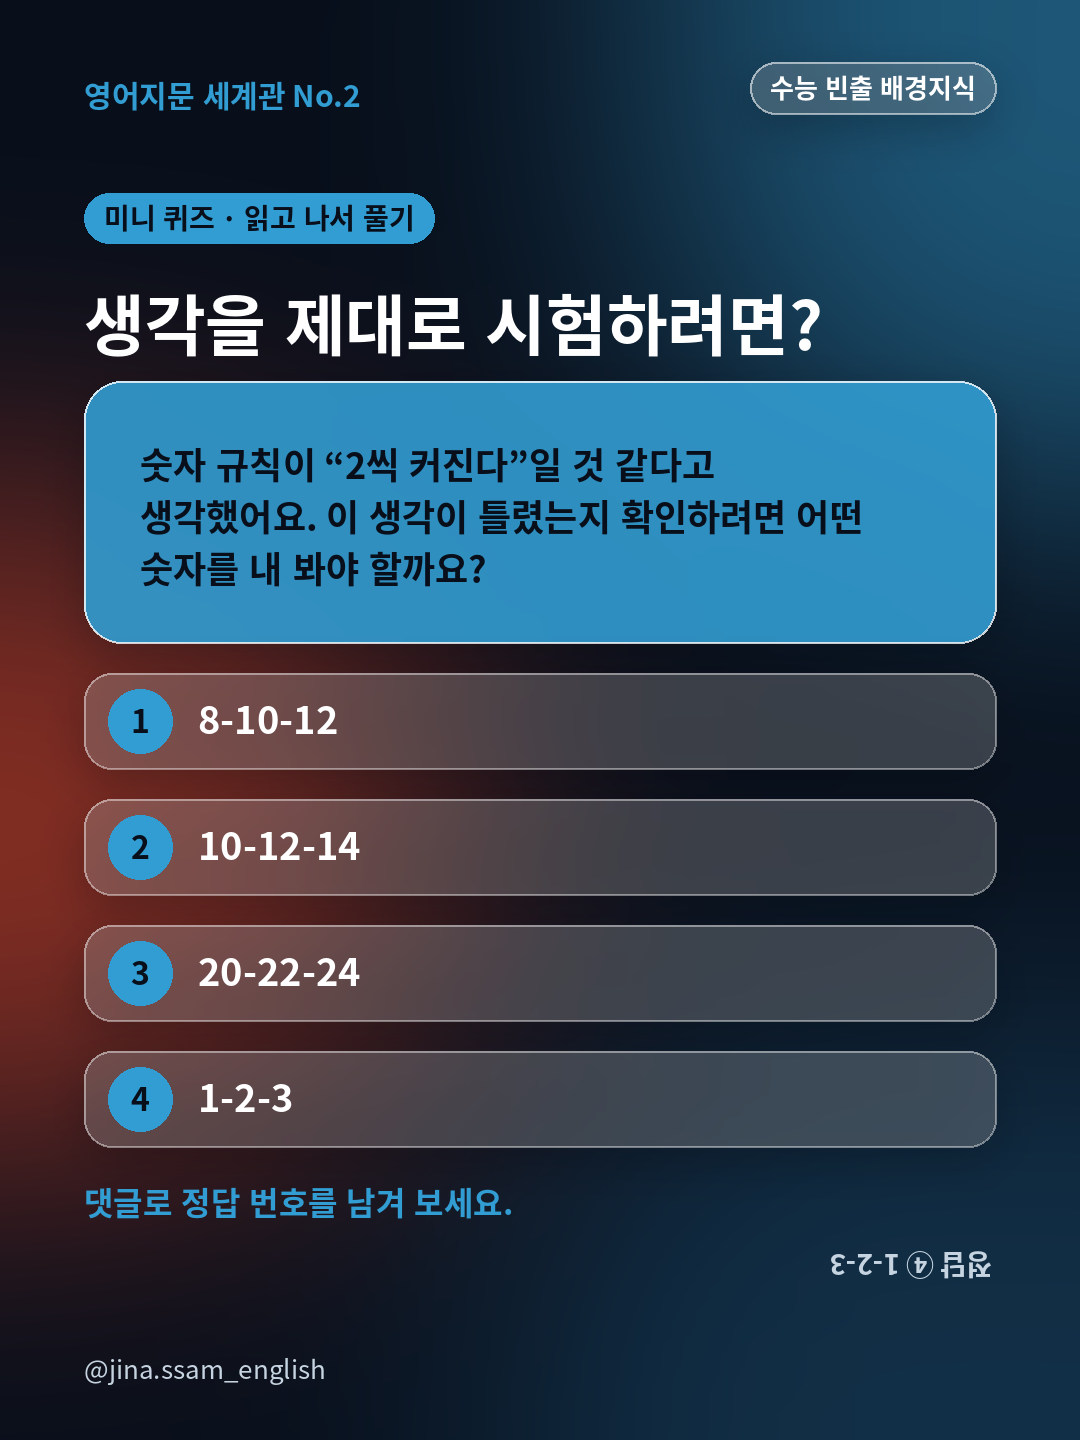 영어지문 세계관 No.2
수능 빈출 배경지식
미니 퀴즈 · 읽고 나서 풀기
생각을 제대로 시험하려면?
숫자 규칙이 “2씩 커진다”일 것 같다고
생각했어요. 이 생각이 틀렸는지 확인하려면 어떤
숫자를 내 봐야 할까요?
1 8-10-12
2 10-12-14
3 20-22-24
4 1-2-3
댓글로 정답 번호를 남겨 보세요.
정답 ④ 1-2-3
@jina.ssam_english